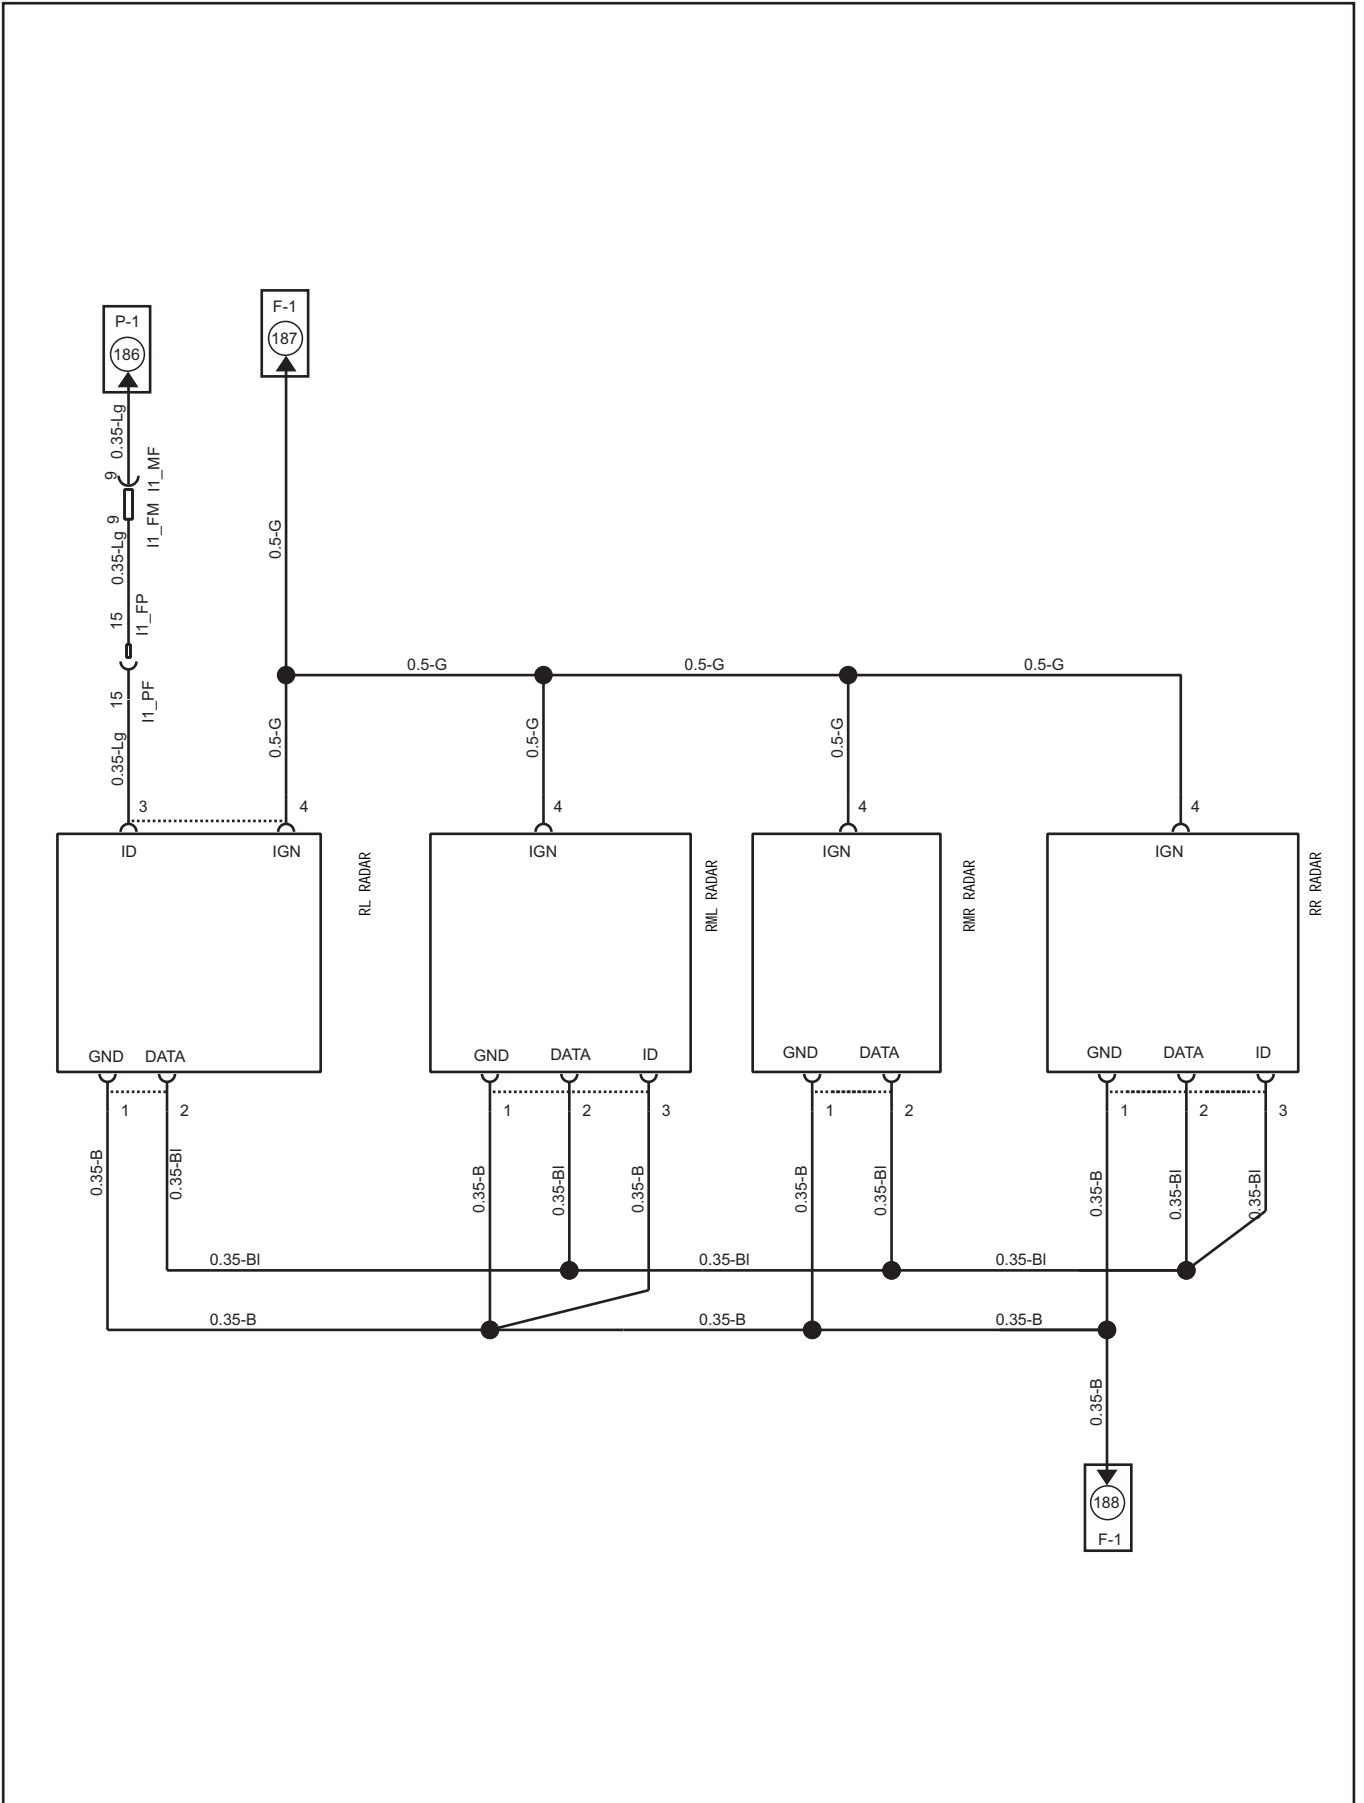 P-1
186
F-1
187
0.35-Lg
9
I1_MF
9
I1_FM
0.35-Lg
15
I1_FP
15
I1_PF
0.35-Lg
0.5-G
0.5-G
0.5-G
0.5-G
0.5-G
0.5-G
0.5-G
3
4
4
4
4
ID
IGN
IGN
IGN
IGN
RL RADAR
RML RADAR
RMR RADAR
RR RADAR
GND
DATA
GND
DATA
ID
GND
DATA
GND
DATA
ID
1
2
1
2
3
1
2
1
2
3
0.35-B
0.35-Bl
0.35-B
0.35-Bl
0.35-B
0.35-B
0.35-Bl
0.35-B
0.35-Bl
0.35-Bl
0.35-Bl
0.35-Bl
0.35-Bl
0.35-B
0.35-B
0.35-B
0.35-B
188
F-1